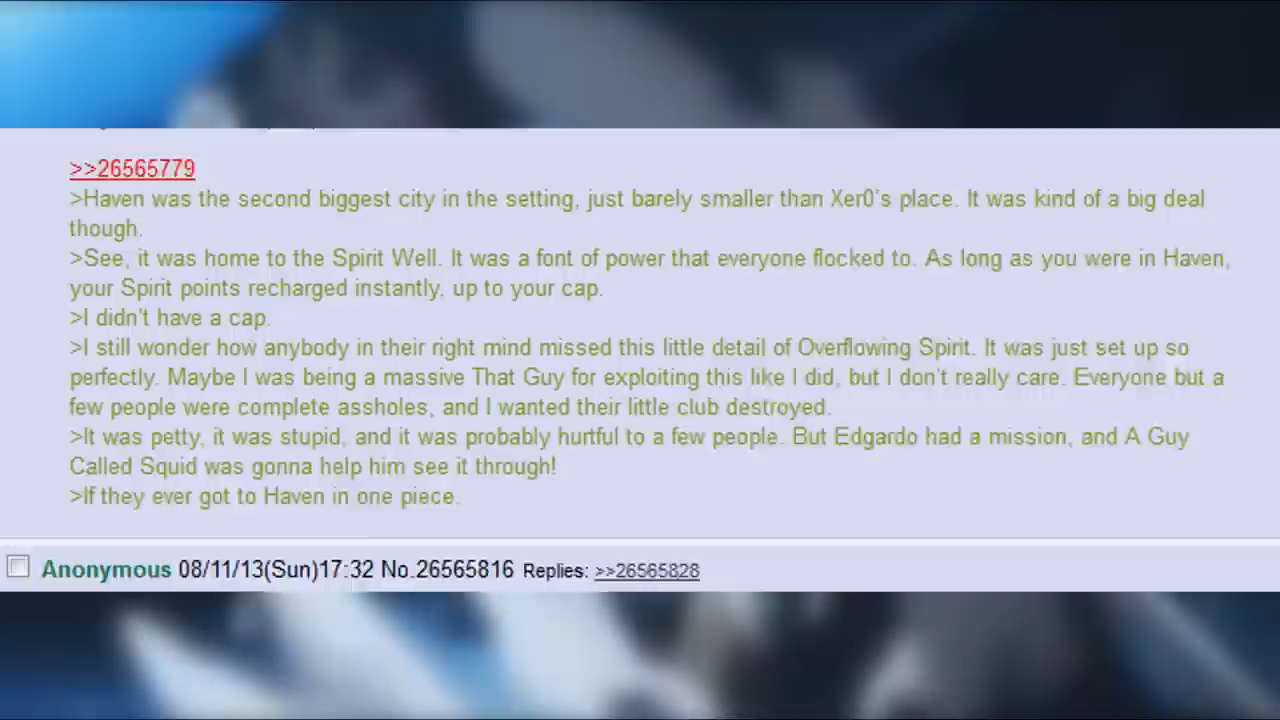 >>26565779
>Haven was the second biggest city in the setting, just barely smaller than Xer0's place. It was kind of a big deal
though.
>See, it was home to the Spirit Well. It was a font of power that everyone flocked to. As long as you were in Haven,
your Spirit points recharged instantly, up to your cap.
>I didn't have a cap.
>I still wonder how anybody in their right mind missed this little detail of Overflowing Spirit. It was just set up so
perfectly. Maybe I was being a massive That Guy for exploiting this like I did, but I don't really care. Everyone but a
few people were complete assholes, and I wanted their little club destroyed.
>It was petty, it was stupid, and it was probably hurtful to a few people. But Edgardo had a mission, and A Guy
Called Squid was gonna help him see it through!
>If they ever got to Haven in one piece.
Anonymous 08/11/13(Sun)17:32 No.26565816 Replies: >>26565828